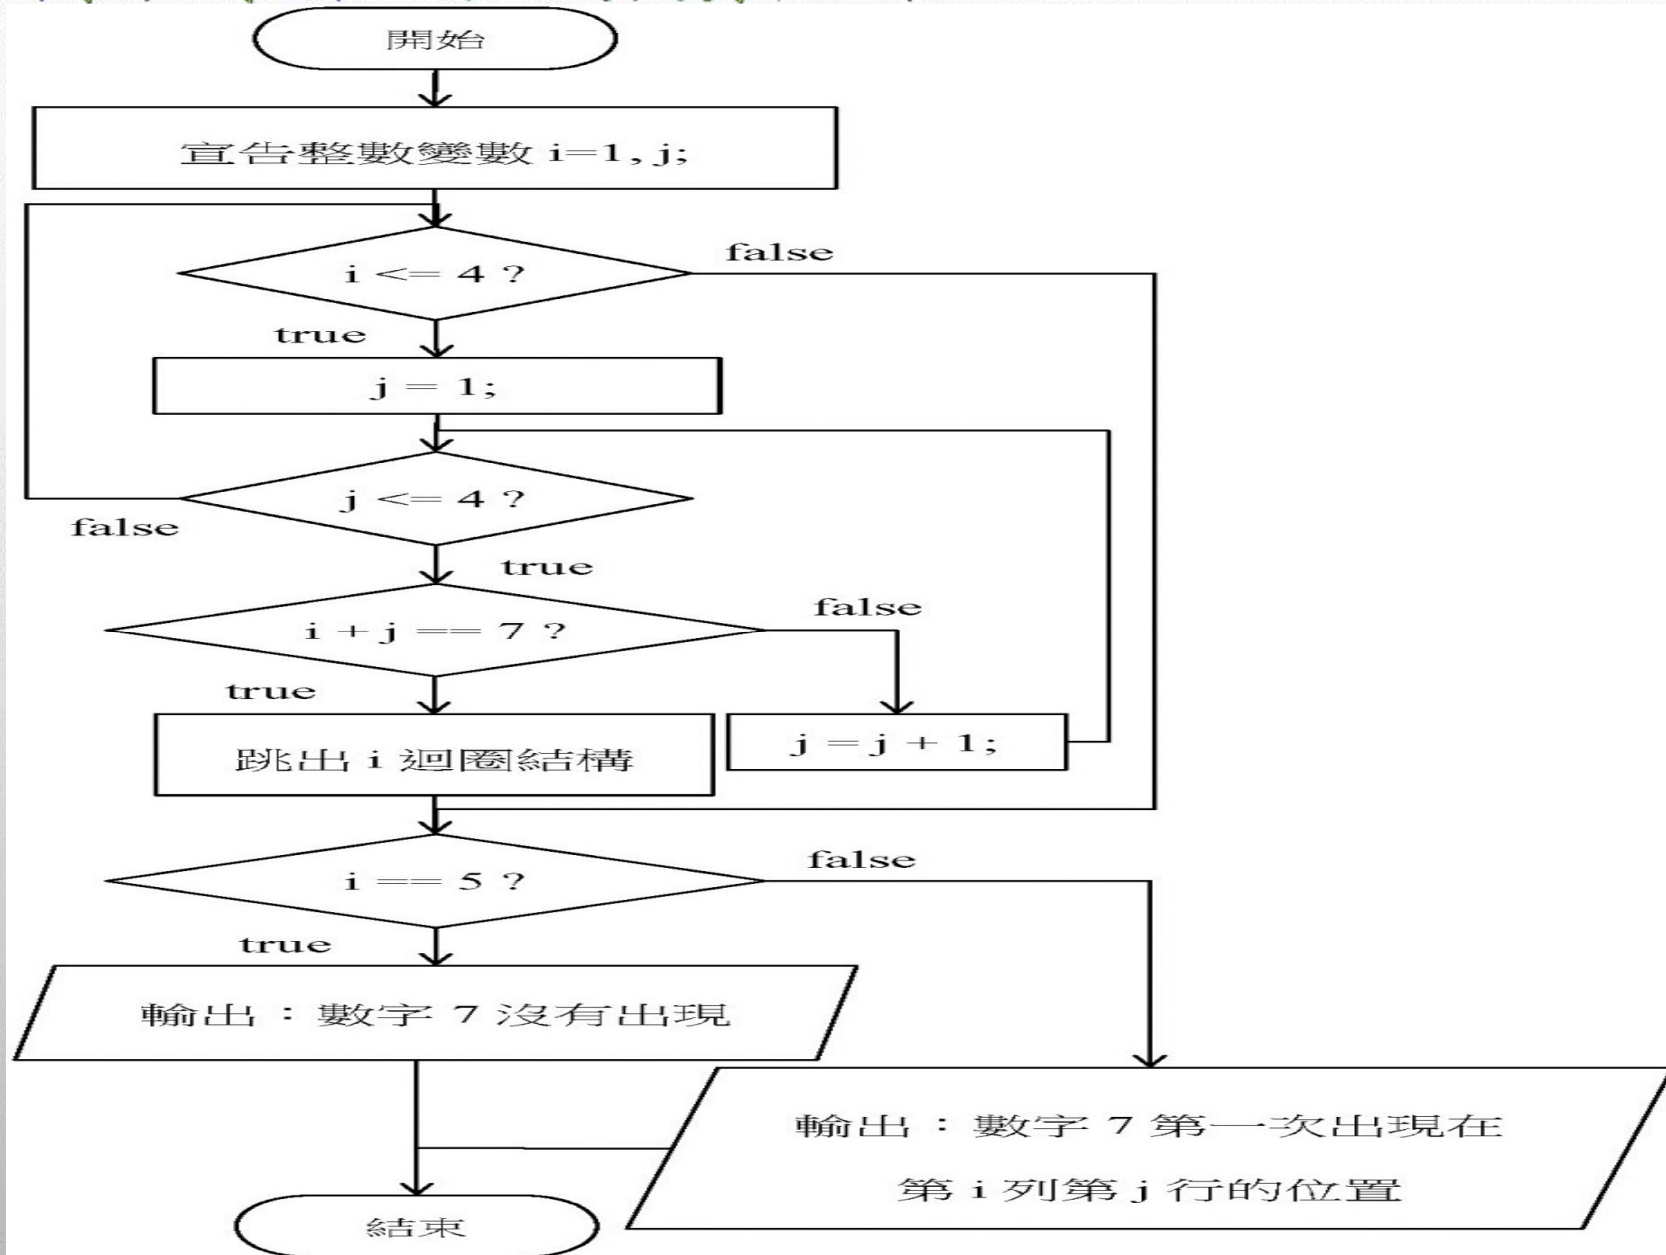 開始
宣告整數變數 i=1, j;
i <= 4 ?
false
true
j = 1;
j <= 4 ?
false
true
i + j == 7 ?
false
true
跳出 i 迴圈結構
j = j + 1;
i == 5 ?
false
true
輸出：數字 7 沒有出現
輸出：數字 7 第一次出現在
第 i 列第 j 行的位置
結束